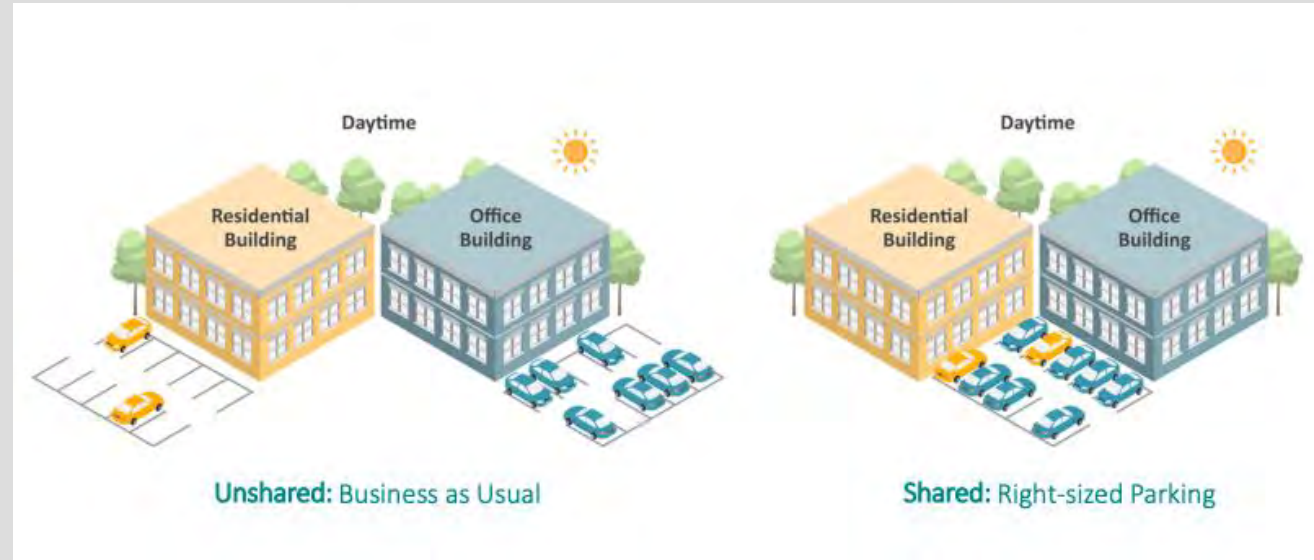 Daytime
Residential
Building
Office
Building
Unshared: Business as Usual
Daytime
Residential
Building
Office
Building
Shared: Right-sized Parking